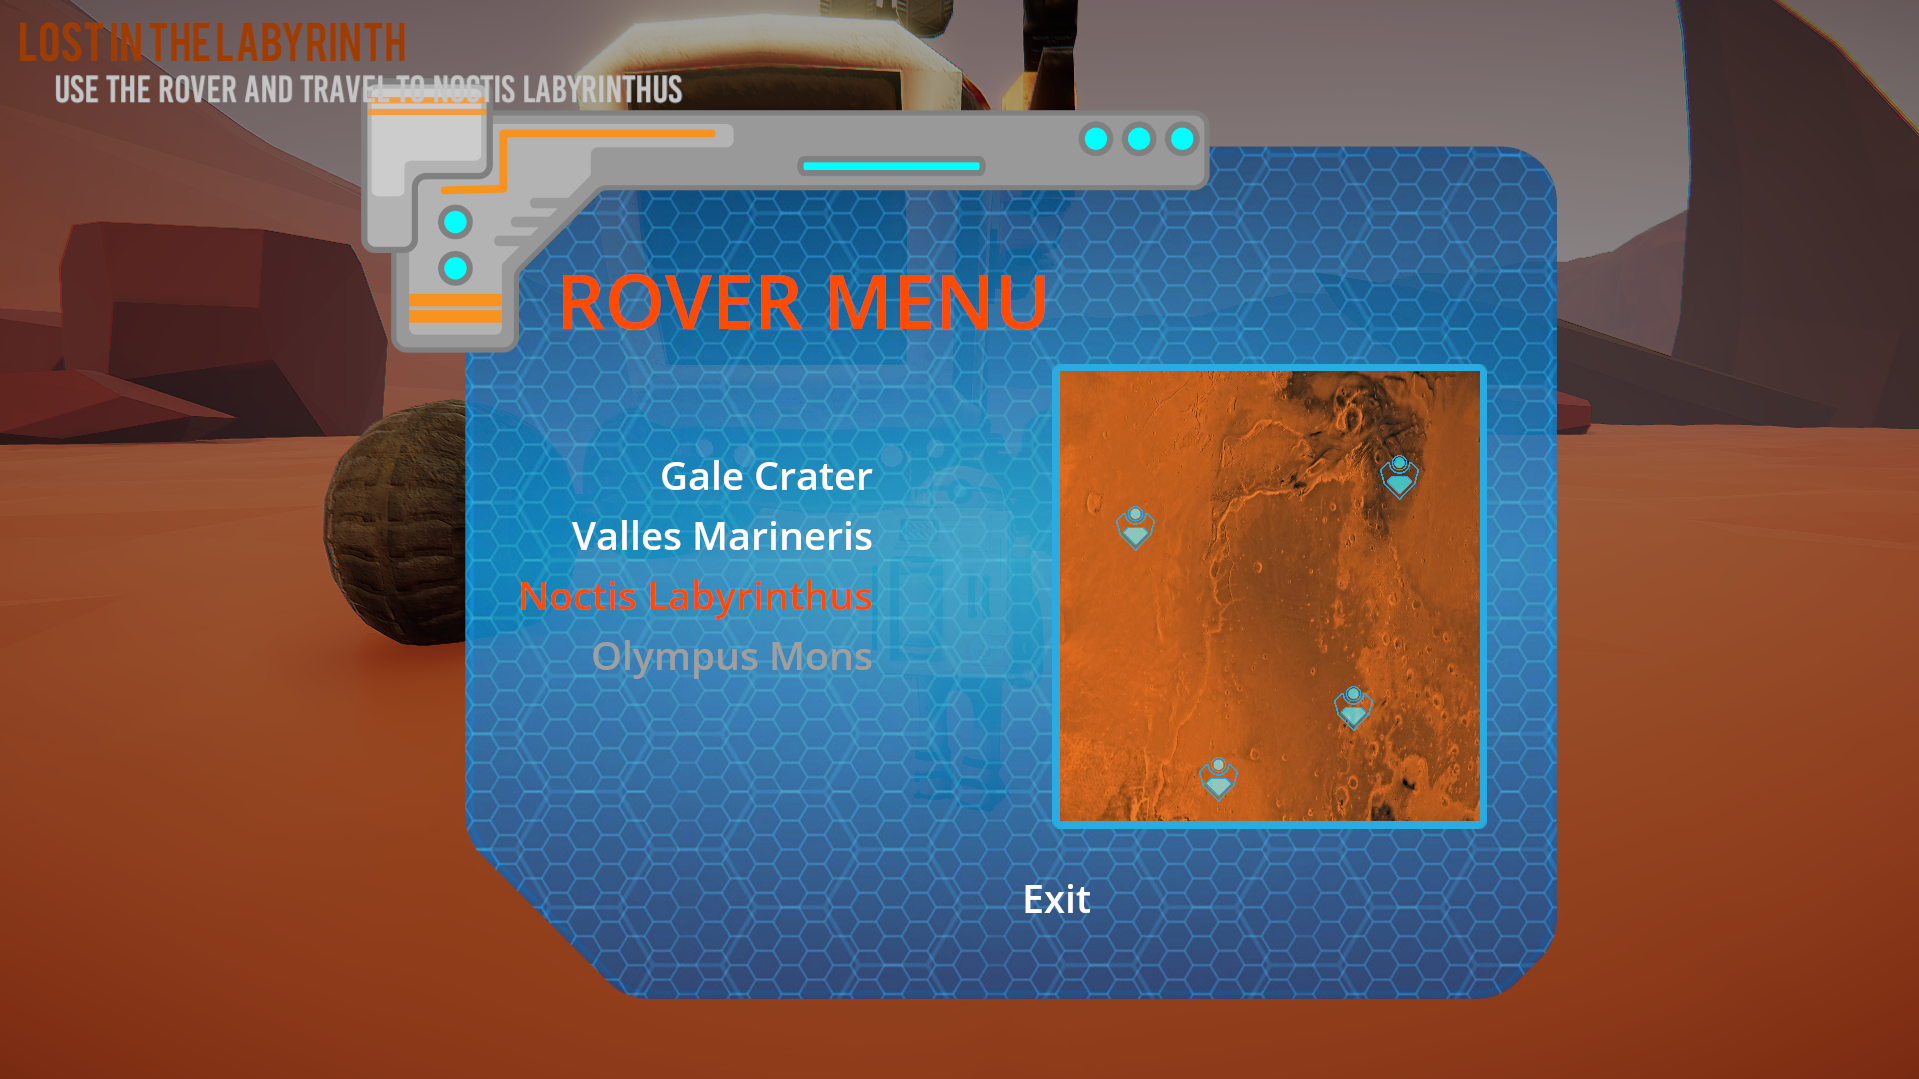 LOST IN THE LABYRINTH
USE THE ROVER AND TRAVEL TO NOCTIS LABYRINTHUS
ROVER MENU
Gale Crater
Valles Marineris
Noctis Labyrinthus
Olympus Mons
Exit